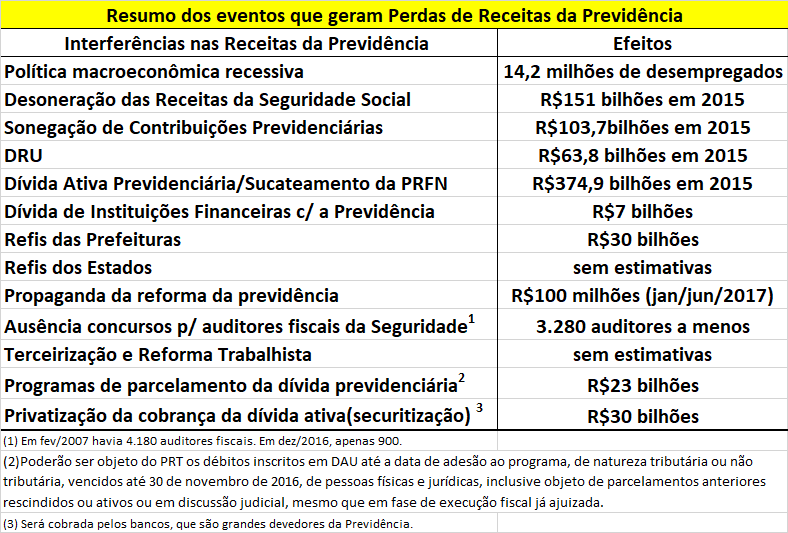 Resumo dos eventos que geram Perdas de Receitas da Previdência
Interferências nas Receitas da Previdência Efeitos
Política macroeconômica recessiva 14,2 milhões de desempregados
Desoneração das Receitas da Seguridade Social R$151 bilhões em 2015
Sonegação de Contribuições Previdenciárias R$103,7bilhões em 2015
DRU R$63,8 bilhões em 2015
Dívida Ativa Previdenciária/Sucateamento da PRFN R$374,9 bilhões em 2015
Dívida de Instituições Financeiras c/ a Previdência R$7 bilhões
Refis das Prefeituras R$30 bilhões
Refis dos Estados sem estimativas
Propaganda da reforma da previdência R$100 milhões (jan/jun/2017)
Ausência concursos p/ auditores fiscais da Seguridade¹ 3.280 auditores a menos
Terceirização e Reforma Trabalhista sem estimativas
Programas de parcelamento da dívida previdenciária² R$23 bilhões
Privatização da cobrança da dívida ativa(securitização) ³ R$30 bilhões
(1) Em fev/2007 havia 4.180 auditores fiscais. Em dez/2016, apenas 900.
(2)Poderão ser objeto do PRT os débitos inscritos em DAU até a data de adesão ao programa, de natureza tributária ou não
tributária, vencidos até 30 de novembro de 2016, de pessoas físicas e jurídicas, inclusive objeto de parcelamentos anteriores
rescindidos ou ativos ou em discussão judicial, mesmo que em fase de execução fiscal já ajuizada.
(3) Será cobrada pelos bancos, que são grandes devedores da Previdência.